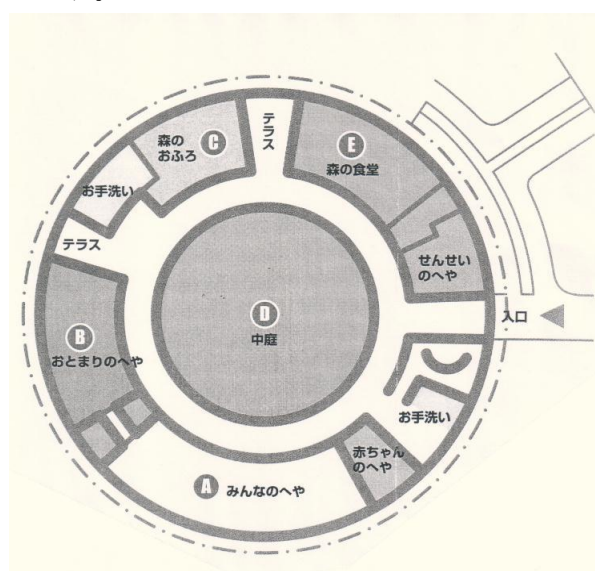 テラス
C
森の
おふろ
E
森の食堂
お手洗い
テラス
せんせい
のへや
入口
D
中庭
B
おとまりのへや
お手洗い
赤ちゃん
のへや
A
みんなのへや